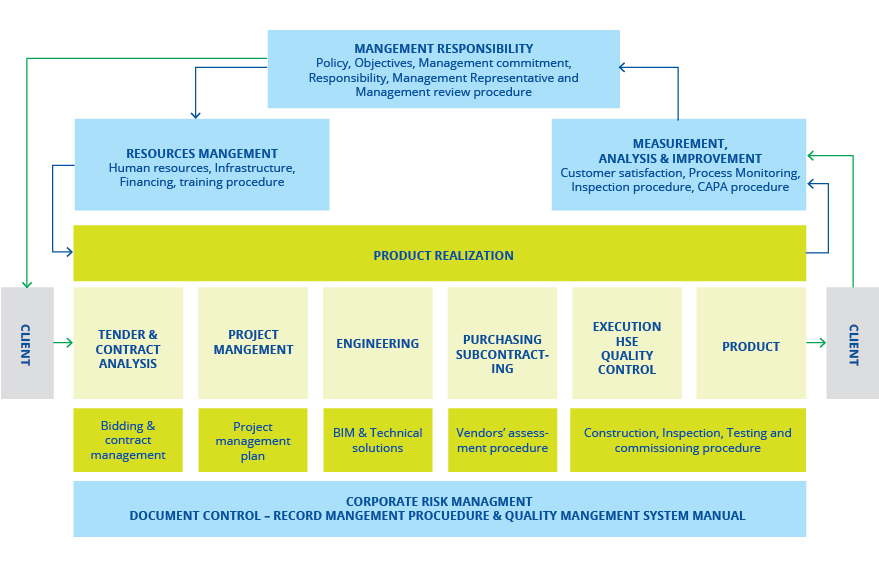 MANGEMENT RESPONSIBILITY
Policy, Objectives, Management commitment,
Responsibility, Management Representative and
Management review procedure
RESOURCES MANGEMENT
Human resources, Infrastructure,
Financing, training procedure
MEASUREMENT,
ANALYSIS & IMPROVEMENT
Customer satisfaction, Process Monitoring,
Inspection procedure, CAPA procedure
PRODUCT REALIZATION
CLIENT
TENDER &
CONTRACT
ANALYSIS
PROJECT
MANGEMENT
ENGINEERING
PURCHASING
SUBCONTRACT-
ING
EXECUTION
HSE
QUALITY
CONTROL
PRODUCT
CLIENT
Bidding &
contract
management
Project
management
plan
BIM & Technical
solutions
Vendors’ assess-
ment procedure
Construction, Inspection, Testing and
commissioning procedure
CORPORATE RISK MANAGMENT
DOCUMENT CONTROL – RECORD MANGEMENT PROCUEDURE & QUALITY MANGEMENT SYSTEM MANUAL